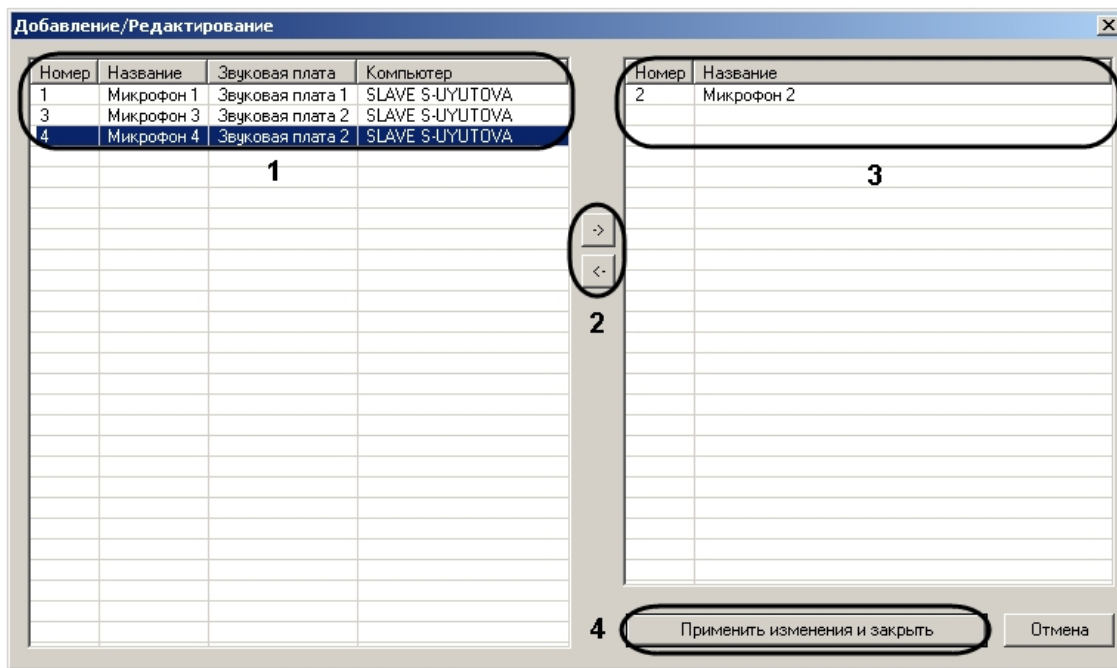 Добавление/Редактирование
Номер Название Звуковая плата Компьютер
1 Микрофон 1 Звуковая плата 1 SLAVE S-UYUTOVA
3 Микрофон 3 Звуковая плата 2 SLAVE S-UYUTOVA
4 Микрофон 4 Звуковая плата 2 SLAVE S-UYUTOVA
1
->
<-
2
Номер Название
2 Микрофон 2
3
4
Применить изменения и закрыть
Отмена